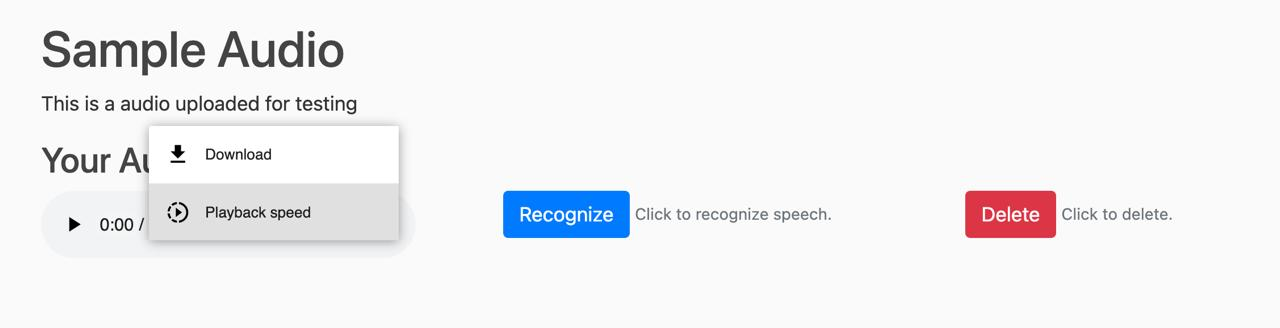 Sample Audio
This is a audio uploaded for testing
Your Au
Download
Playback speed
0:00 /
Recognize Click to recognize speech.
Delete Click to delete.